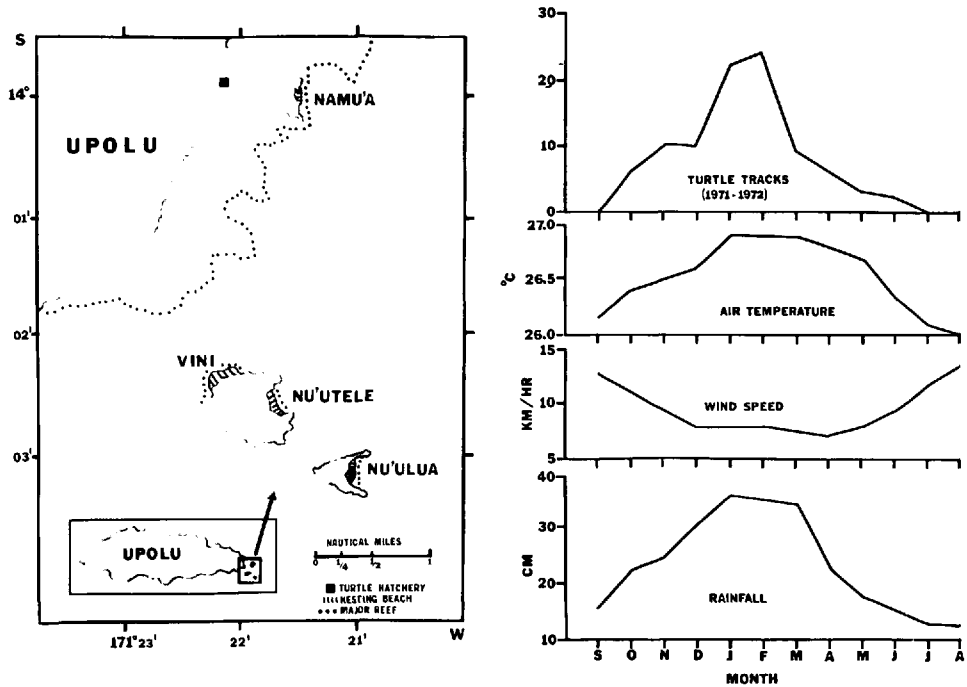 S
14°
01'
02'
03'
UPOLU
NAMU'A
VINI
NU'UTELE
NU'ULUA
UPOLU
NAUTICAL MILES
0 1/4 1/2 1
TURTLE HATCHERY
NESTING BEACH
MAJOR REEF
171° 23' 22' 21' W
30
20
10
0
TURTLE TRACKS
(1971-1972)
27.0
26.5
26.0
°C
AIR TEMPERATURE
15
10
5
KM/HR
WIND SPEED
40
30
20
10
CM
RAINFALL
S O N D J F M A M J J A
MONTH